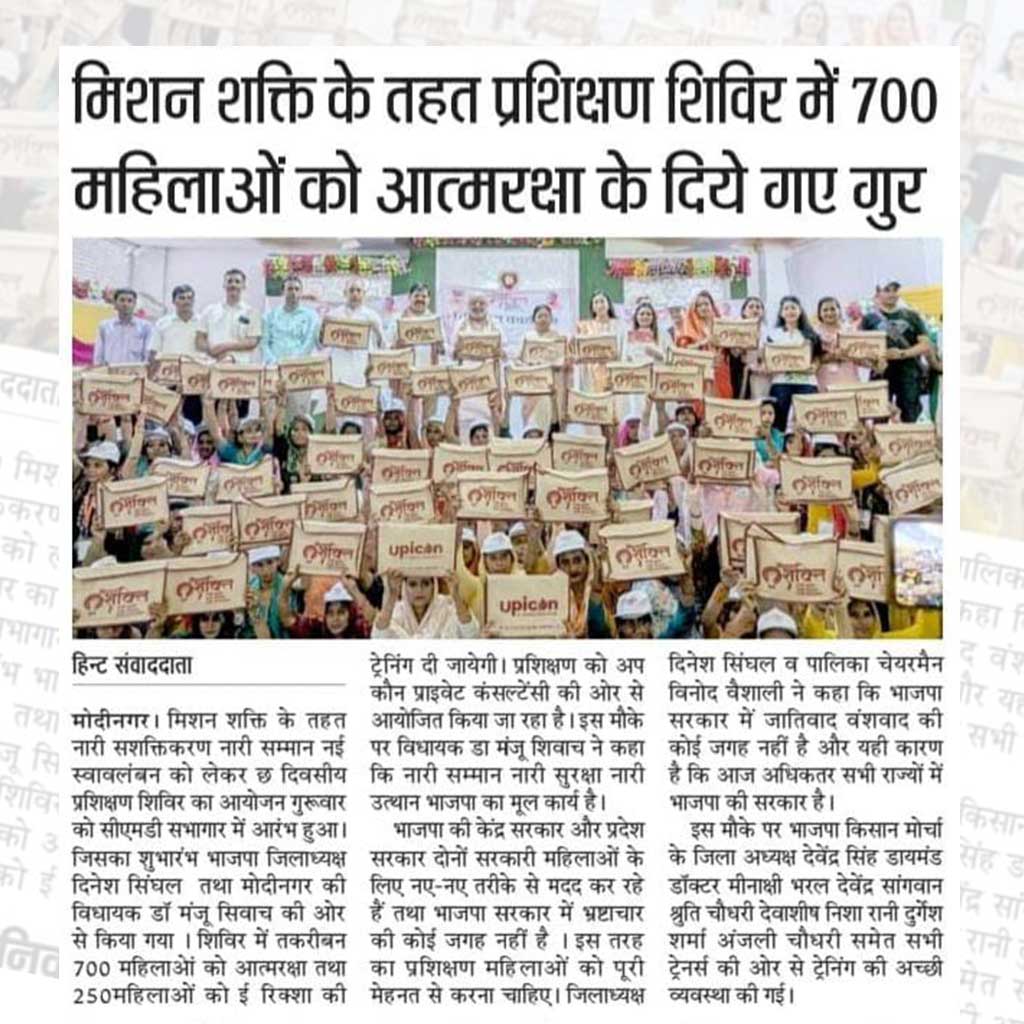 मिशन शक्ति के तहत प्रशिक्षण शिविर में 700
महिलाओं को आत्मरक्षा के दिये गए गुर
upicon
upicon
हिन्ट संवाददाता
मोदीनगर। मिशन शक्ति के तहत
नारी सशक्तिकरण नारी सम्मान नई
स्वावलंबन को लेकर छ दिवसीय
प्रशिक्षण शिविर का आयोजन गुरूवार
को सीएमडी सभागार में आरंभ हुआ।
जिसका शुभारंभ भाजपा जिलाध्यक्ष
दिनेश सिंघल तथा मोदीनगर की
विधायक डॉ मंजू सिवाच की ओर
से किया गया । शिविर में तकरीबन
700 महिलाओं को आत्मरक्षा तथा
250महिलाओं को ई रिक्शा की
ट्रेनिंग दी जायेगी। प्रशिक्षण को अप
कौन प्राइवेट कंसल्टेंसी की ओर से
आयोजित किया जा रहा है। इस मौके
पर विधायक डा मंजू शिवाच ने कहा
कि नारी सम्मान नारी सुरक्षा नारी
उत्थान भाजपा का मूल कार्य है।
भाजपा की केंद्र सरकार और प्रदेश
सरकार दोनों सरकारी महिलाओं के
लिए नए-नए तरीके से मदद कर रहे
हैं तथा भाजपा सरकार में भ्रष्टाचार
की कोई जगह नहीं है । इस तरह
का प्रशिक्षण महिलाओं को पूरी
मेहनत से करना चाहिए। जिलाध्यक्ष
दिनेश सिंघल व पालिका चेयरमैन
विनोद वैशाली ने कहा कि भाजपा
सरकार में जातिवाद वंशवाद की
कोई जगह नहीं है और यही कारण
है कि आज अधिकतर सभी राज्यों में
भाजपा की सरकार है।
इस मौके पर भाजपा किसान मोर्चा
के जिला अध्यक्ष देवेंद्र सिंह डायमंड
डॉक्टर मीनाक्षी भरल देवेंद्र सांगवान
श्रुति चौधरी देवाशीष निशा रानी दुर्गेश
शर्मा अंजली चौधरी समेत सभी
ट्रेनर्स की ओर से ट्रेनिंग की अच्छी
व्यवस्था की गई।